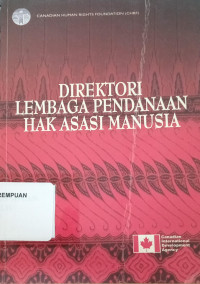 CANADIAN HUMAN RIGHTS FOUNDATION (CHRF)
DIREKTORI
LEMBAGA PENDANAAN
HAK ASASI MANUSIA
REMPUAN
Canadian
International
Development
Agency